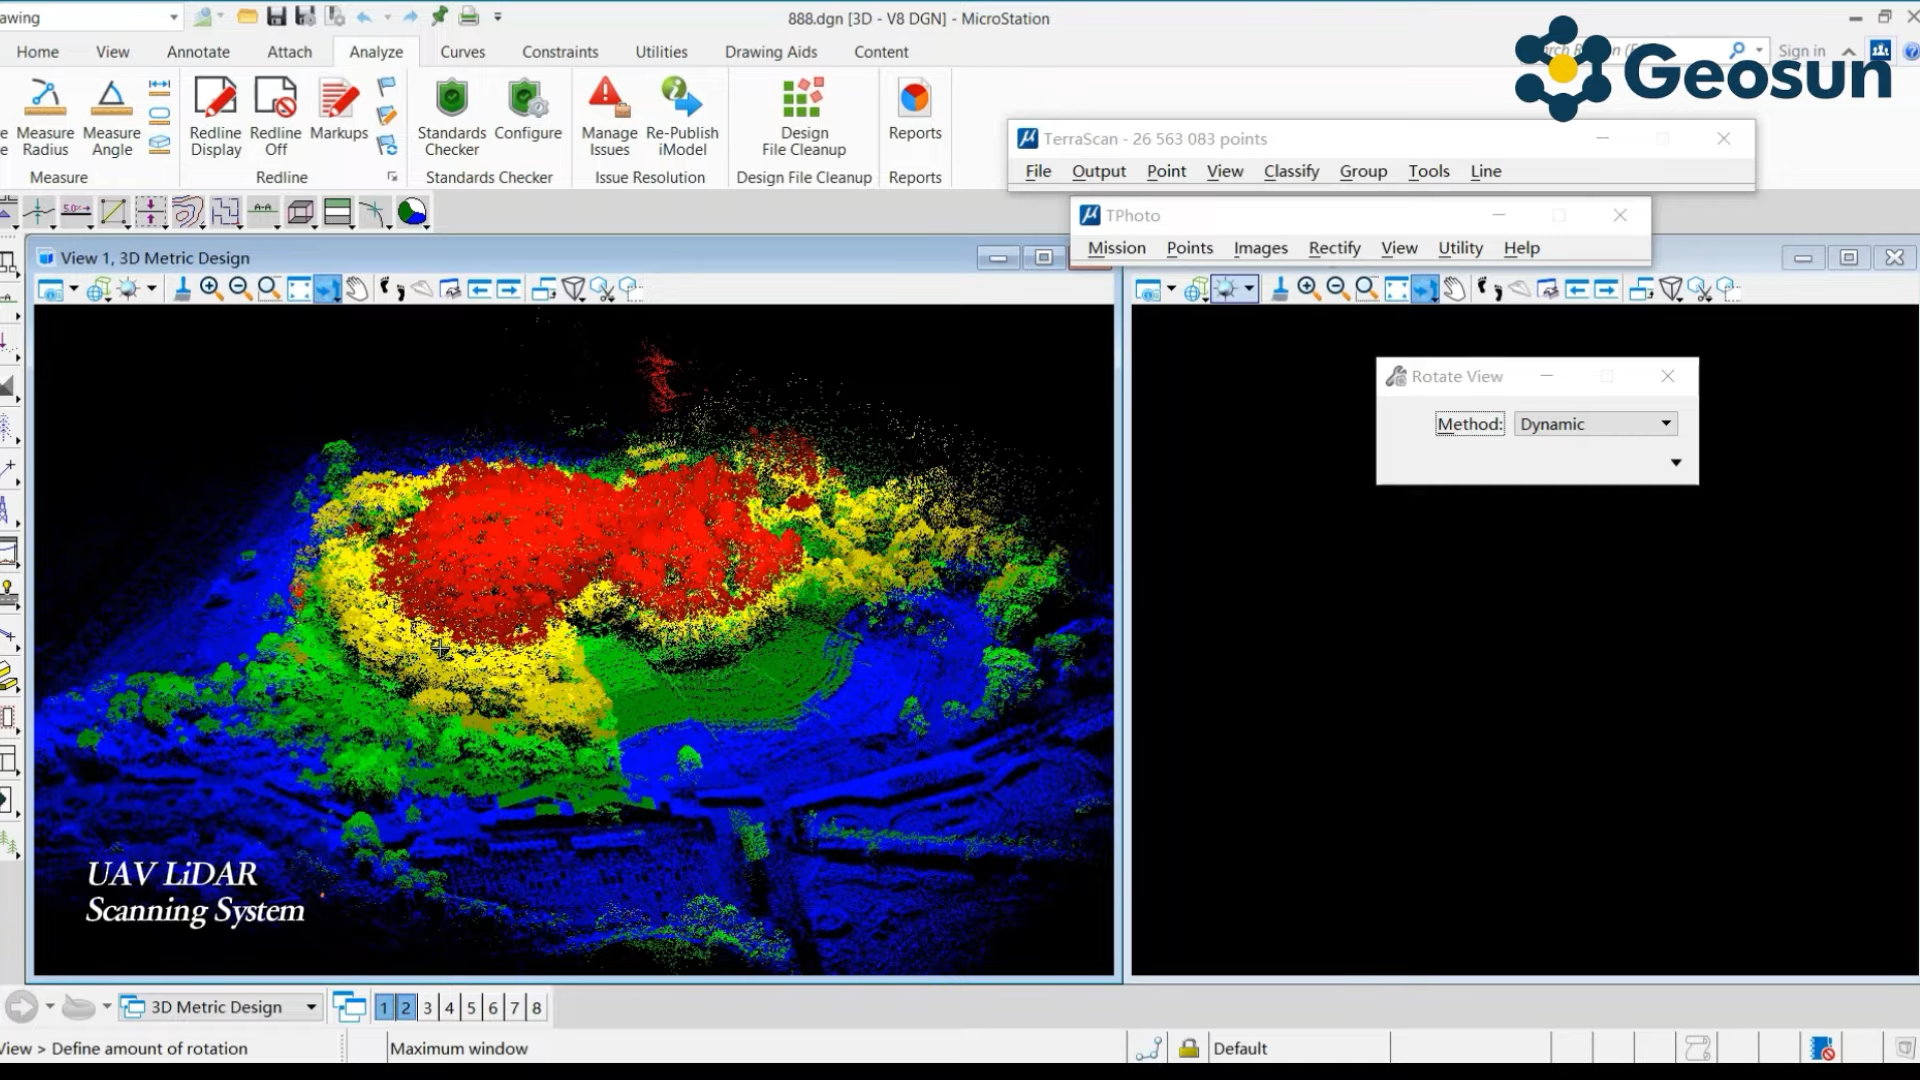 awing
888.dgn [3D - V8 DGN] - MicroStation
Home View Annotate Attach Analyze Curves Constraints Utilities Drawing Aids Content
Sign in
Geosun
Measure Radius
Measure Angle
Redline Display
Redline Off
Markups
Standards Checker
Configure
Manage Issues
Re-Publish iModel
Design File Cleanup
Reports
Measure
Redline
Standards Checker
Issue Resolution
Design File Cleanup
Reports
TerraScan - 26 563 083 points
File Output Point View Classify Group Tools Line
TPhoto
Mission Points Images Rectify View Utility Help
View 1, 3D Metric Design
Rotate View
Method: Dynamic
UAV LiDAR
Scanning System
3D Metric Design
1 2 3 4 5 6 7 8
View > Define amount of rotation
Maximum window
Default